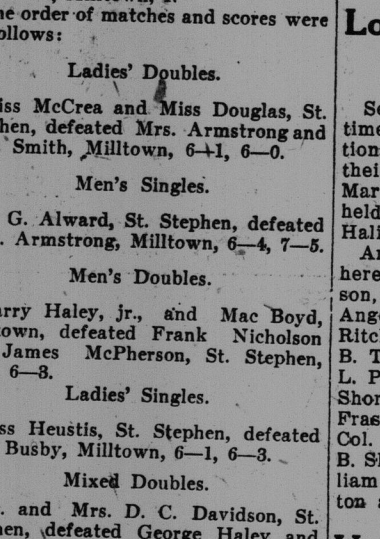 ne order of matches and scores were
ollows:
Ladies' Doubles.
iss McCrea and Miss Douglas, St.
hen, defeated Mrs. Armstrong and
Smith, Milltown, 6—1, 6—0.
Men's Singles.
G. Alward, St. Stephen, defeated
. Armstrong, Milltown, 6—4, 7—5.
Men's Doubles.
arry Haley, jr., and Mac Boyd,
town, defeated Frank Nicholson
James McPherson, St. Stephen,
6—3.
Ladies' Singles.
ss Heustis, St. Stephen, defeated
Busby, Milltown, 6—1, 6—3.
Mixed Doubles.
. and Mrs. D. C. Davidson, St.
hen, defeated George Haley and
Lo
Se
time
tion
thei
Mar
held
Hali
An
here
son,
Ang
Ritc
B. T
L. P
Shor
Fras
Col.
B. Sh
liam
ton a